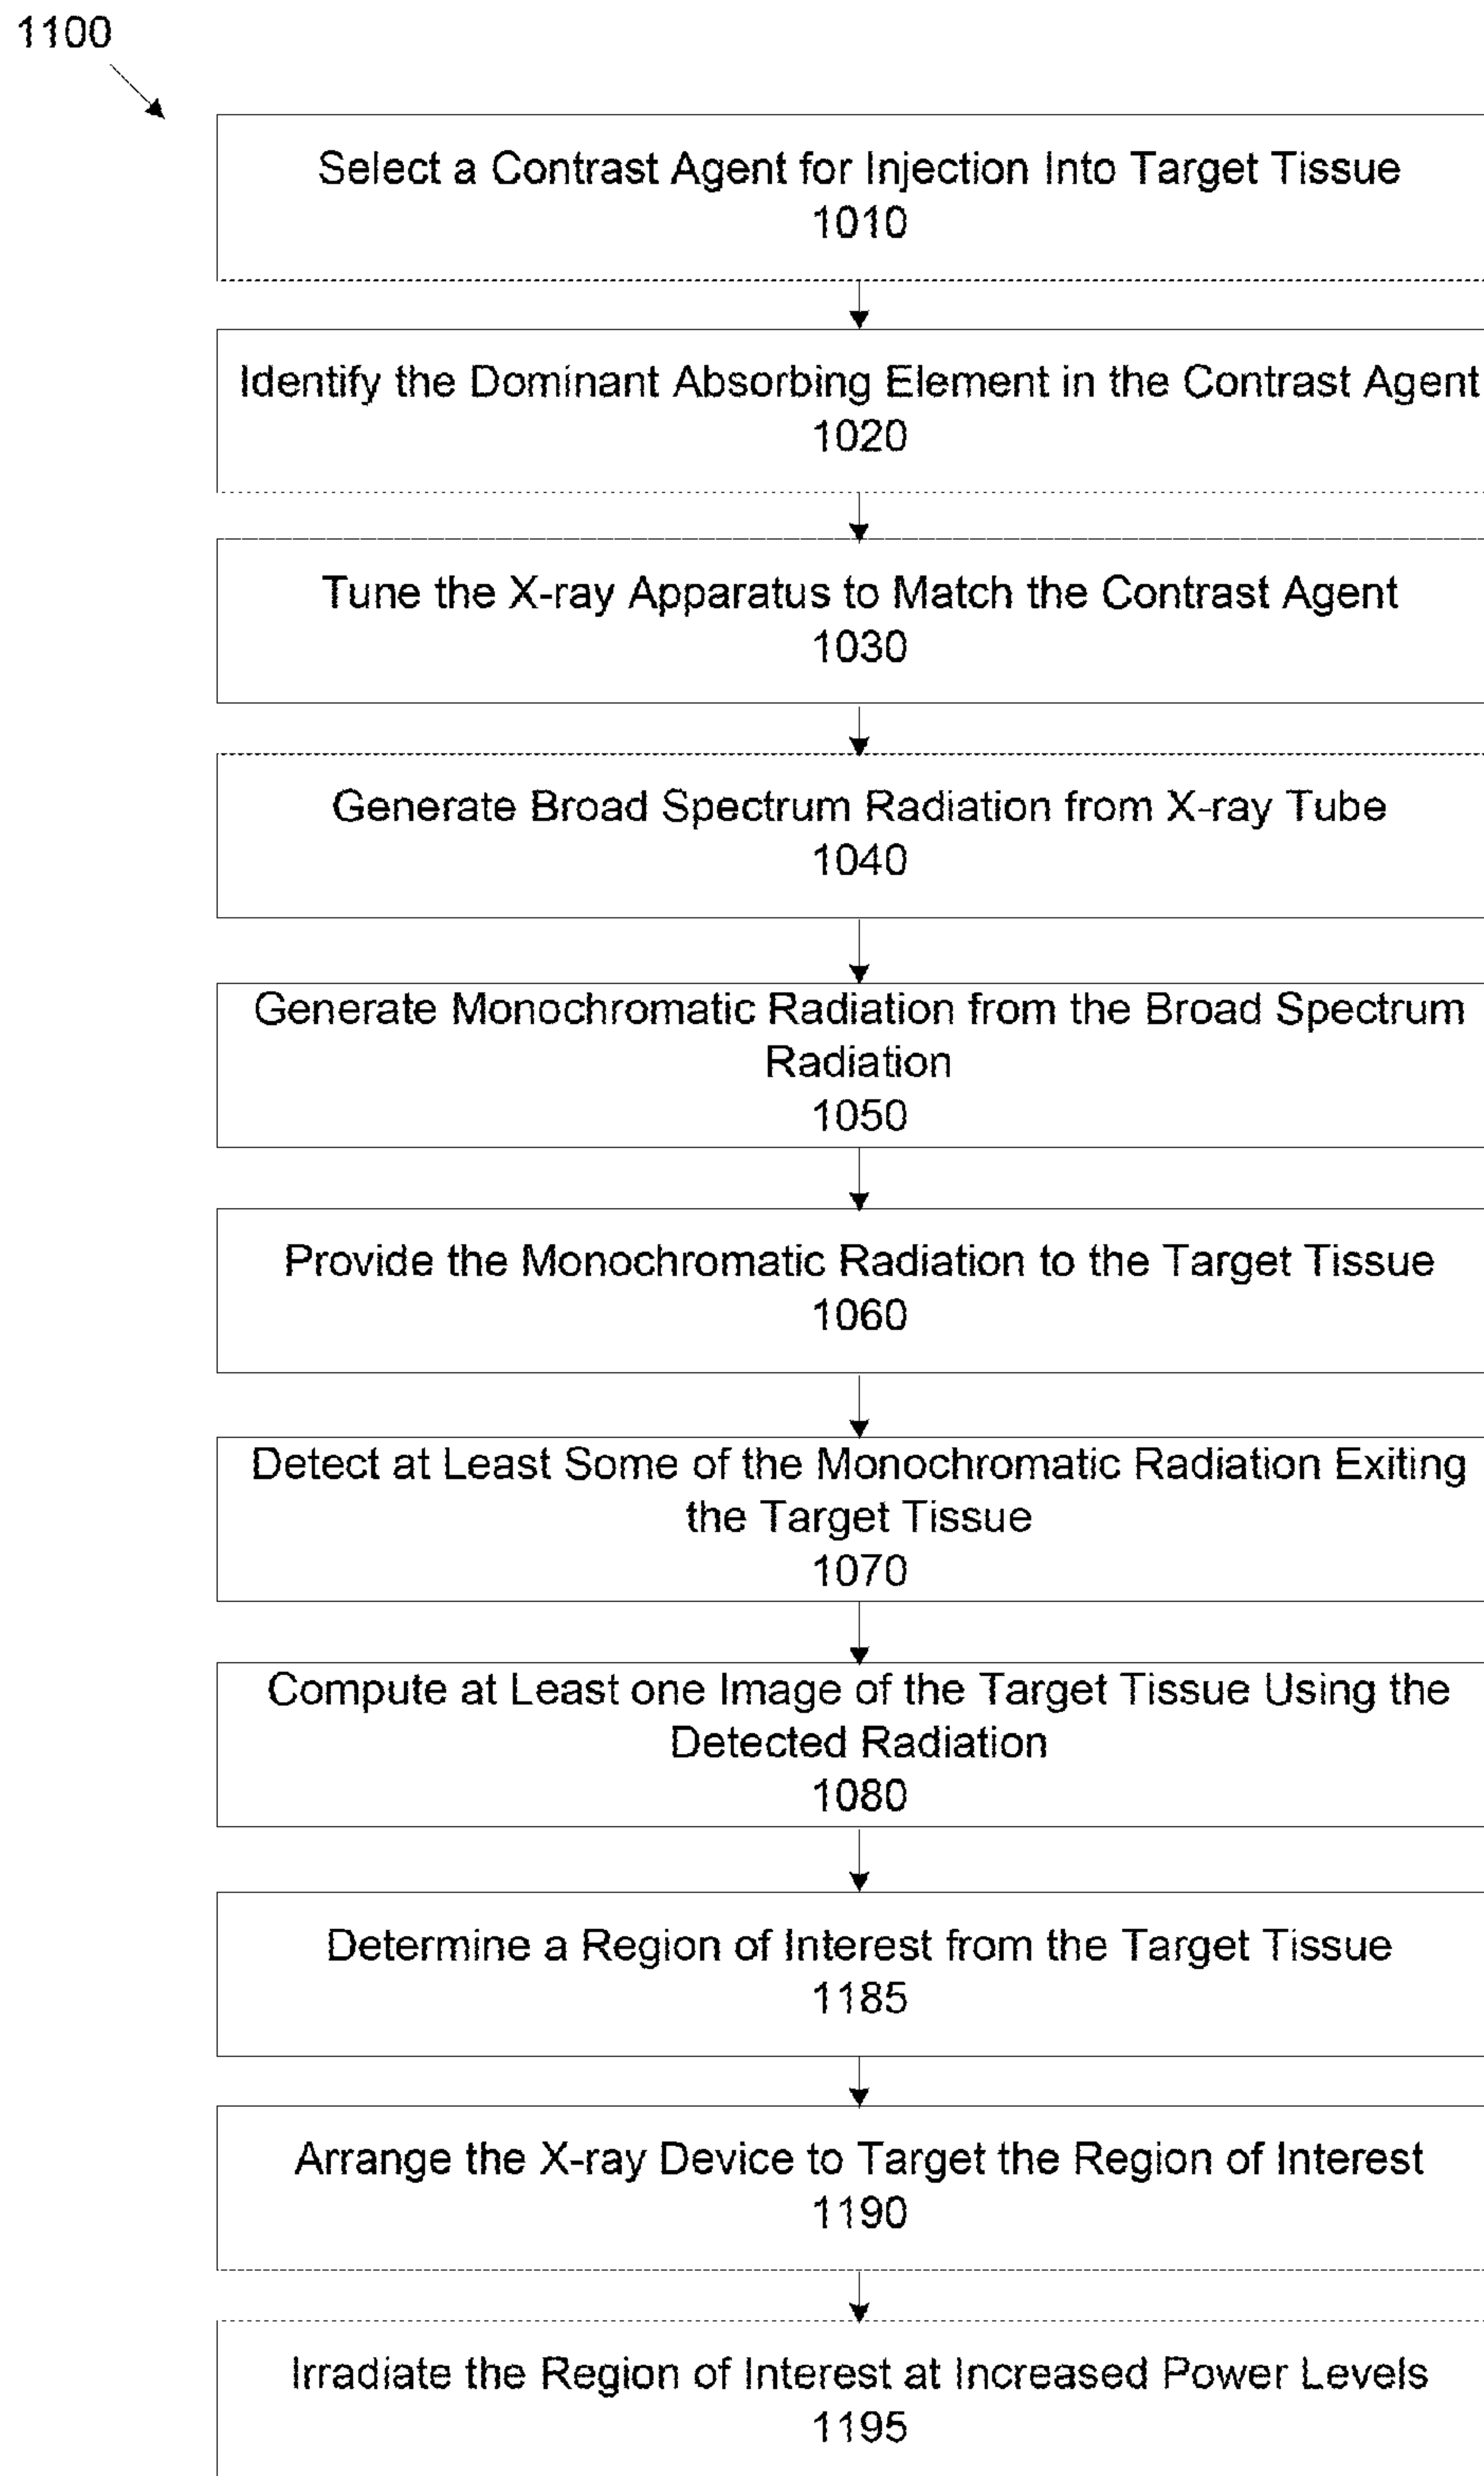 1100
Select a Contrast Agent for Injection Into Target Tissue
1010
Identify the Dominant Absorbing Element in the Contrast Agent
1020
Tune the X-ray Apparatus to Match the Contrast Agent
1030
Generate Broad Spectrum Radiation from X-ray Tube
1040
Generate Monochromatic Radiation from the Broad Spectrum
Radiation
1050
Provide the Monochromatic Radiation to the Target Tissue
1060
Detect at Least Some of the Monochromatic Radiation Exiting
the Target Tissue
1070
Compute at Least one Image of the Target Tissue Using the
Detected Radiation
1080
Determine a Region of Interest from the Target Tissue
1185
Arrange the X-ray Device to Target the Region of Interest
1190
Irradiate the Region of Interest at Increased Power Levels
1195